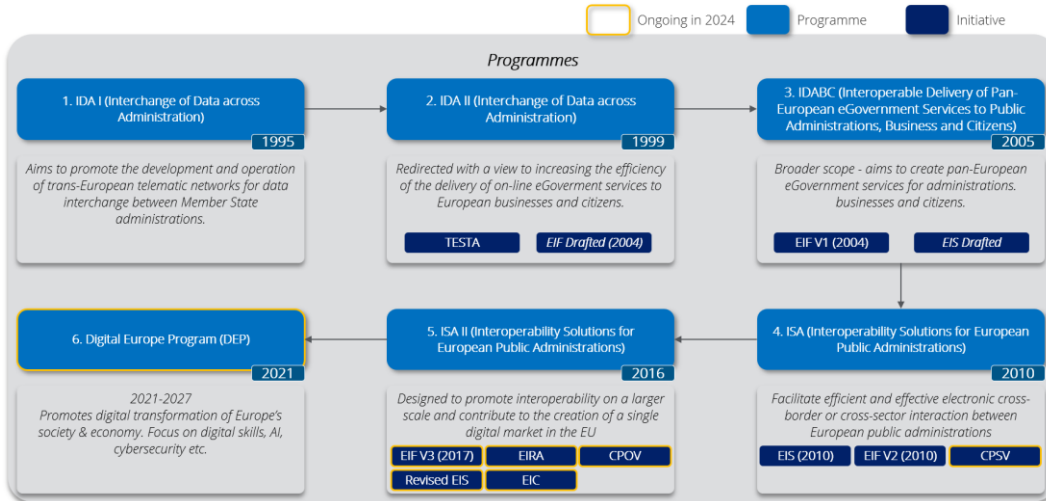 Ongoing in 2024
Programme
Initiative
Programmes
1. IDA I (Interchange of Data across
Administration)
1995
Aims to promote the development and operation
of trans-European telematic networks for data
interchange between Member State
administrations.
2. IDA II (Interchange of Data across
Administration)
1999
Redirected with a view to increasing the efficiency
of the delivery of on-line eGoverment services to
European businesses and citizens.
TESTA
EIF Drafted (2004)
3. IDABC (Interoperable Delivery of Pan-
European eGovernment Services to Public
Administrations, Business and Citizens)
2005
Broader scope - aims to create pan-European
eGovernment services for administrations.
businesses and citizens.
EIF V1 (2004)
EIS Drafted
4. ISA (Interoperability Solutions for European
Public Administrations)
2010
Facilitate efficient and effective electronic cross-
border or cross-sector interaction between
European public administrations
EIS (2010)
EIF V2 (2010)
CPSV
5. ISA II (Interoperability Solutions for
European Public Administrations)
2016
Designed to promote interoperability on a larger
scale and contribute to the creation of a single
digital market in the EU
EIF V3 (2017)
EIRA
CPOV
Revised EIS
EIC
6. Digital Europe Program (DEP)
2021
2021-2027
Promotes digital transformation of Europe's
society & economy. Focus on digital skills, AI,
cybersecurity etc.